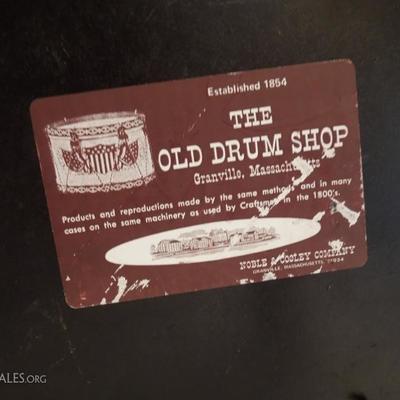 Established 1854
THE
OLD DRUM SHOP
Granville, Massachusetts
Products and reproductions made by the same methods and in many
cases on the same machinery as used by Craftsmen in the 1800's.
NOBLE & COOLEY COMPANY
GRANVILLE, MASSACHUSETTS
ALES.ORG